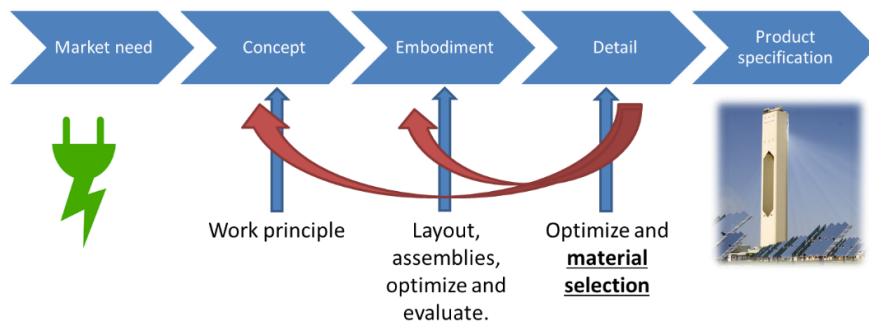 Market need
Concept
Embodiment
Detail
Product
specification
Work principle
Layout,
assemblies,
optimize and
evaluate.
Optimize and
material
selection